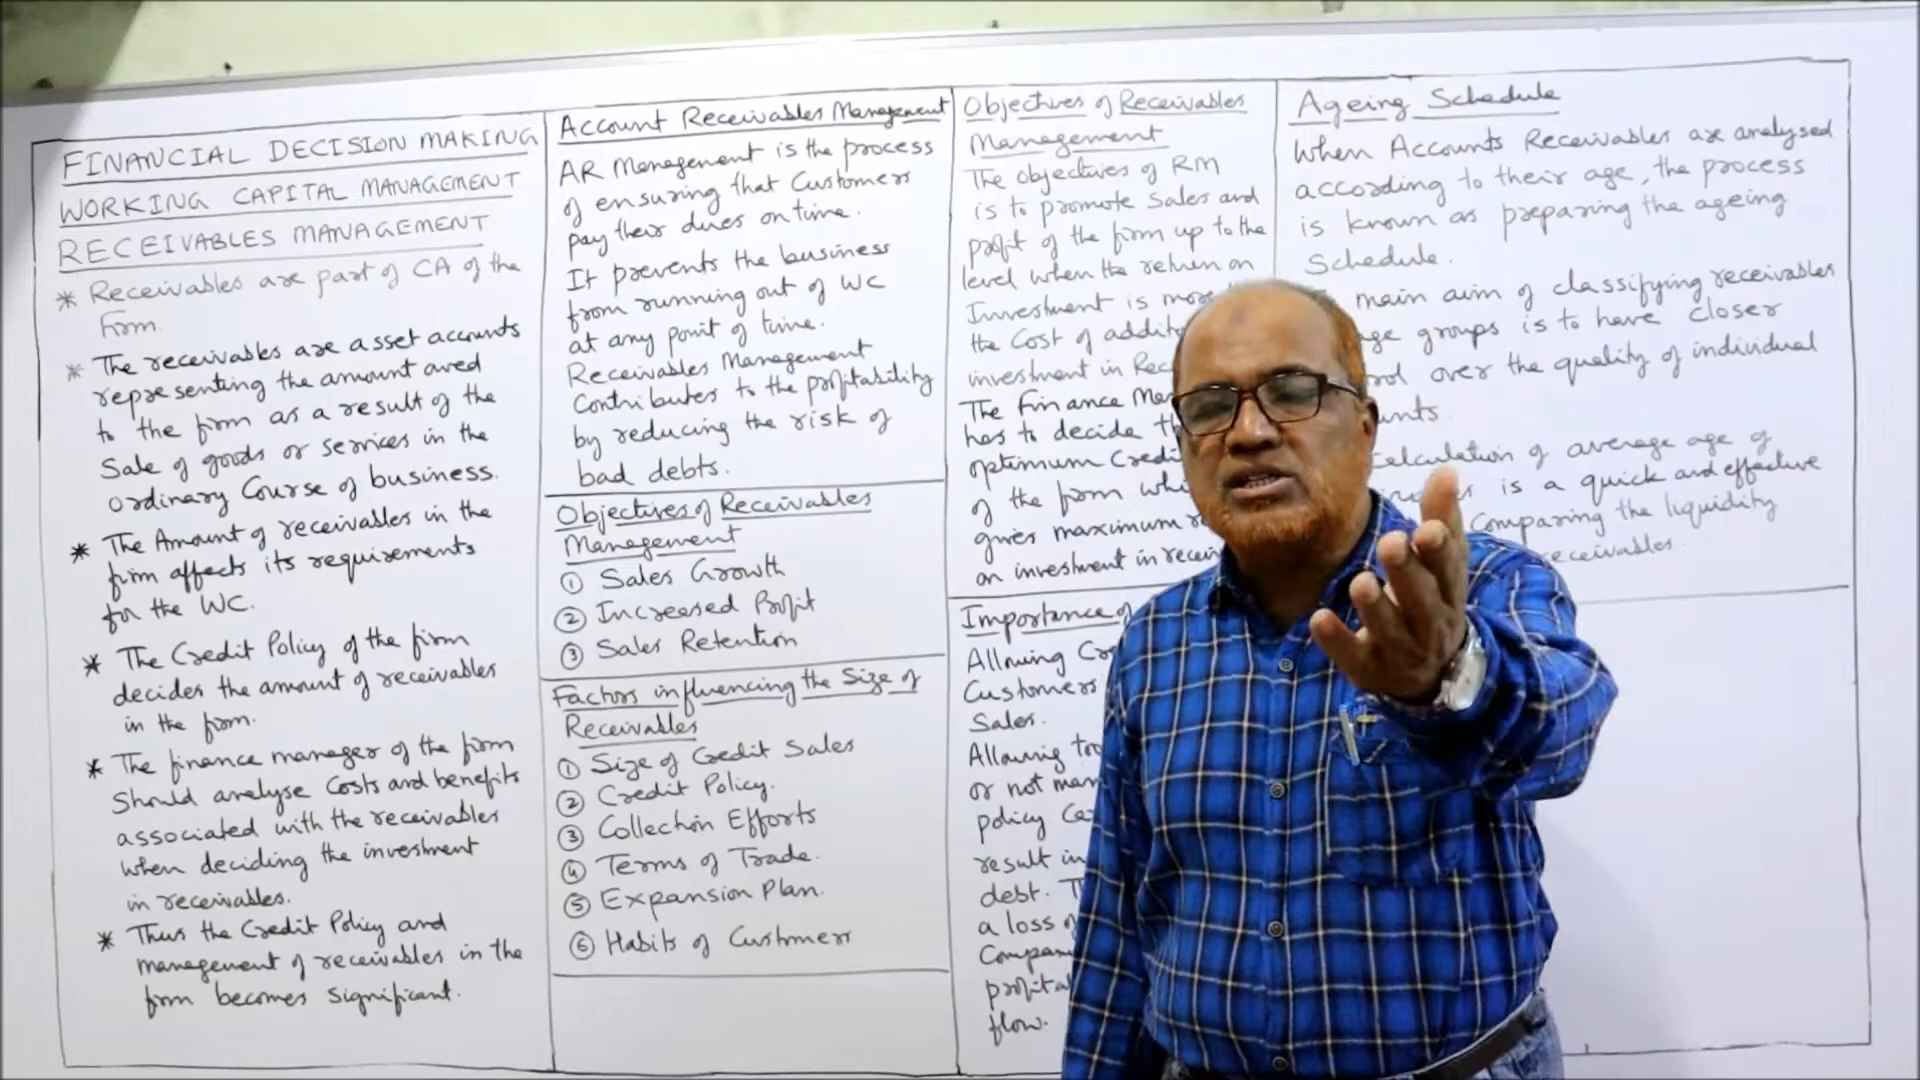 FINANCIAL DECISION MAKING
WORKING CAPITAL MANAGEMENT
RECEIVABLES MANAGEMENT
* Receivables are part of CA of the
firm.
* The receivables are asset accounts
representing the amount owed
to the firm as a result of the
Sale of goods or services in the
ordinary Course of business.
* The Amount of receivables in the
firm affects its requirements
for the WC.
* The Credit Policy of the firm
decides the amount of receivables
in the firm.
* The finance manager of the firm
Should analyse Costs and benefits
associated with the receivables
when deciding the investment
in receivables.
* Thus the Credit Policy and
management of receivables in the
firm becomes significant.
Account Receivables Management
AR Management is the process
of ensuring that Customers
pay their dues on time.
It prevents the business
from running out of WC
at any point of time.
Receivables Management
Contributes to the profitability
by reducing the risk of
bad debts.
Objectives of Receivables
Management
① Sales Growth
② Increased Profit
③ Sales Retention
Factors influencing the Size of
Receivables
① Size of Credit Sales
② Credit Policy.
③ Collection Efforts
④ Terms of Trade.
⑤ Expansion Plan.
⑥ Habits of Customers
Objectives of Receivables
Management
The objectives of RM
is to promote Sales and
profit of the firm up to the
level when the return on
Investment is more
the Cost of
investment in
The Finance
has to decide
optimum
of the firm
gives maximum
on investment in
Importance of
Allowing
Customers
Sales.
Allowing
or not
policy
result in
debt.
a loss of
flow.
Ageing Schedule
When Accounts Receivables are analysed
according to their age, the process
is known as preparing the ageing
Schedule.
main aim of classifying receivables
age groups is to have closer
over the quality of individual
Calculation of average age of
is a quick and effective
Comparing the liquidity
receivables.